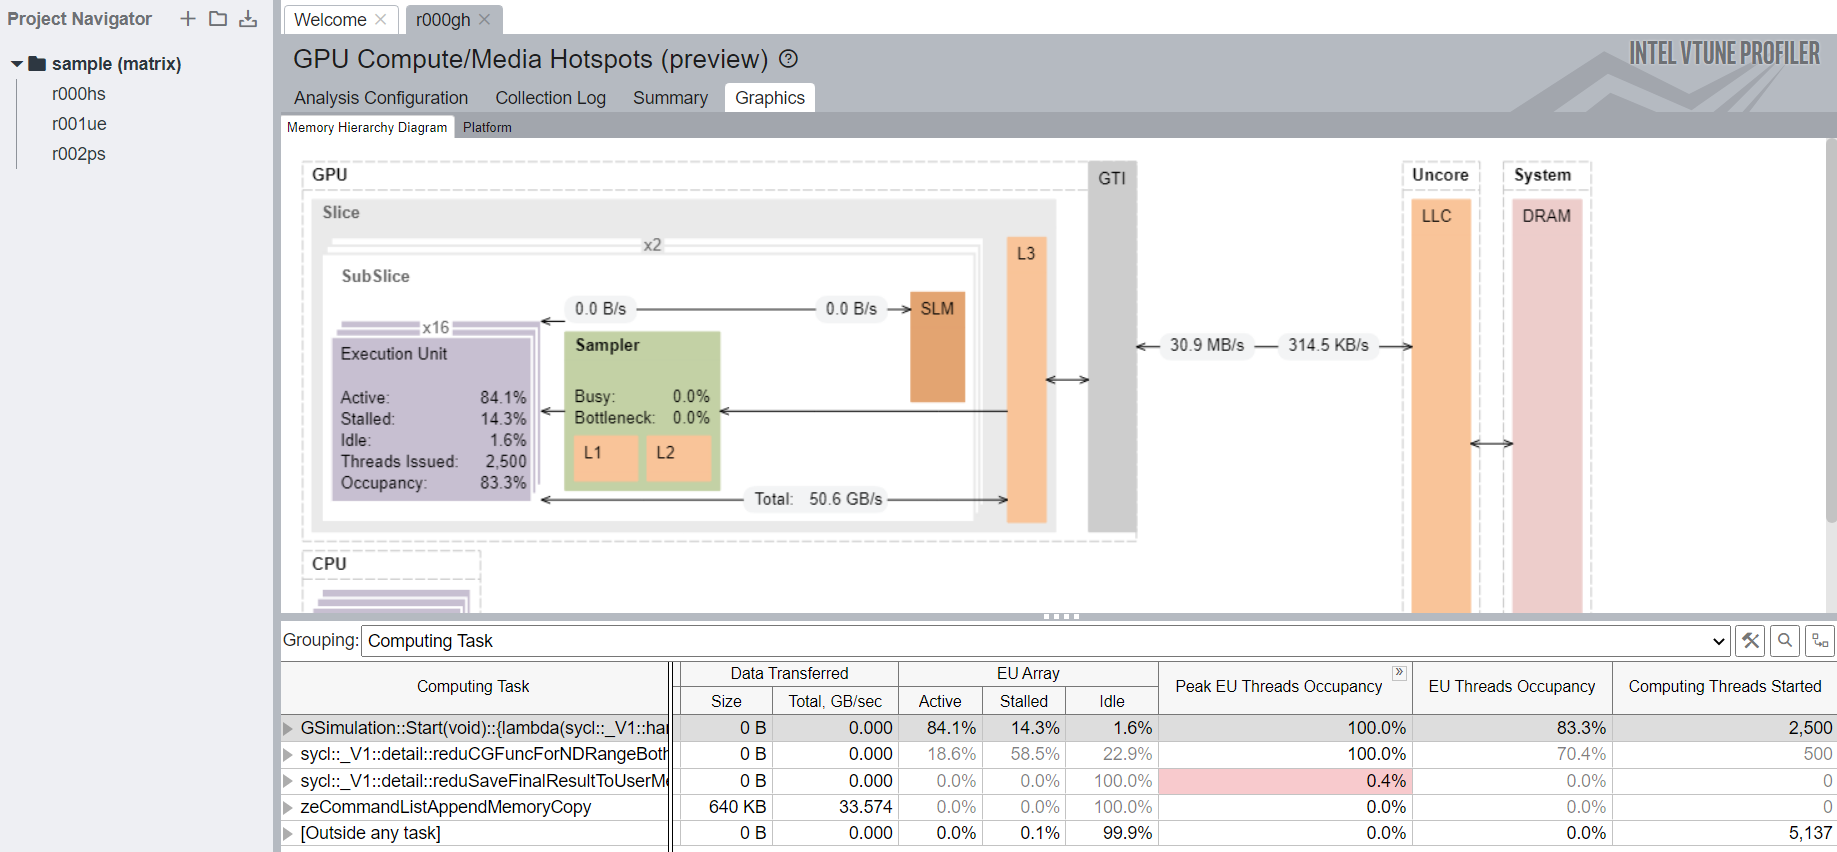 Project Navigator
sample (matrix)
r000hs
r001ue
r002ps
Welcome
r000gh
GPU Compute/Media Hotspots (preview)
INTEL VTUNE PROFILER
Analysis Configuration Collection Log Summary Graphics
Memory Hierarchy Diagram Platform
GPU
GTI
Uncore
System
Slice
LLC
DRAM
x2
L3
SubSlice
0.0 B/s 0.0 B/s
SLM
x16
Execution Unit
Active: 84.1%
Stalled: 14.3%
Idle: 1.6%
Threads Issued: 2,500
Occupancy: 83.3%
Sampler
Busy: 0.0%
Bottleneck: 0.0%
L1 L2
Total: 50.6 GB/s
30.9 MB/s 314.5 KB/s
CPU
Grouping: Computing Task
Computing Task Data Transferred EU Array Peak EU Threads Occupancy » EU Threads Occupancy Computing Threads Started
Size Total, GB/sec Active Stalled Idle
GSimulation::Start(void)::{lambda(sycl::_V1::har 0 B 0.000 84.1% 14.3% 1.6% 100.0% 83.3% 2,500
sycl::_V1::detail::reduCGFuncForNDRangeBoth 0 B 0.000 18.6% 58.5% 22.9% 100.0% 70.4% 500
sycl::_V1::detail::reduSaveFinalResultToUserMe 0 B 0.000 0.0% 0.0% 100.0% 0.4% 0.0% 0
zeCommandListAppendMemoryCopy 640 KB 33.574 0.0% 0.0% 100.0% 0.0% 0.0% 0
[Outside any task] 0 B 0.000 0.0% 0.1% 99.9% 0.0% 0.0% 5,137